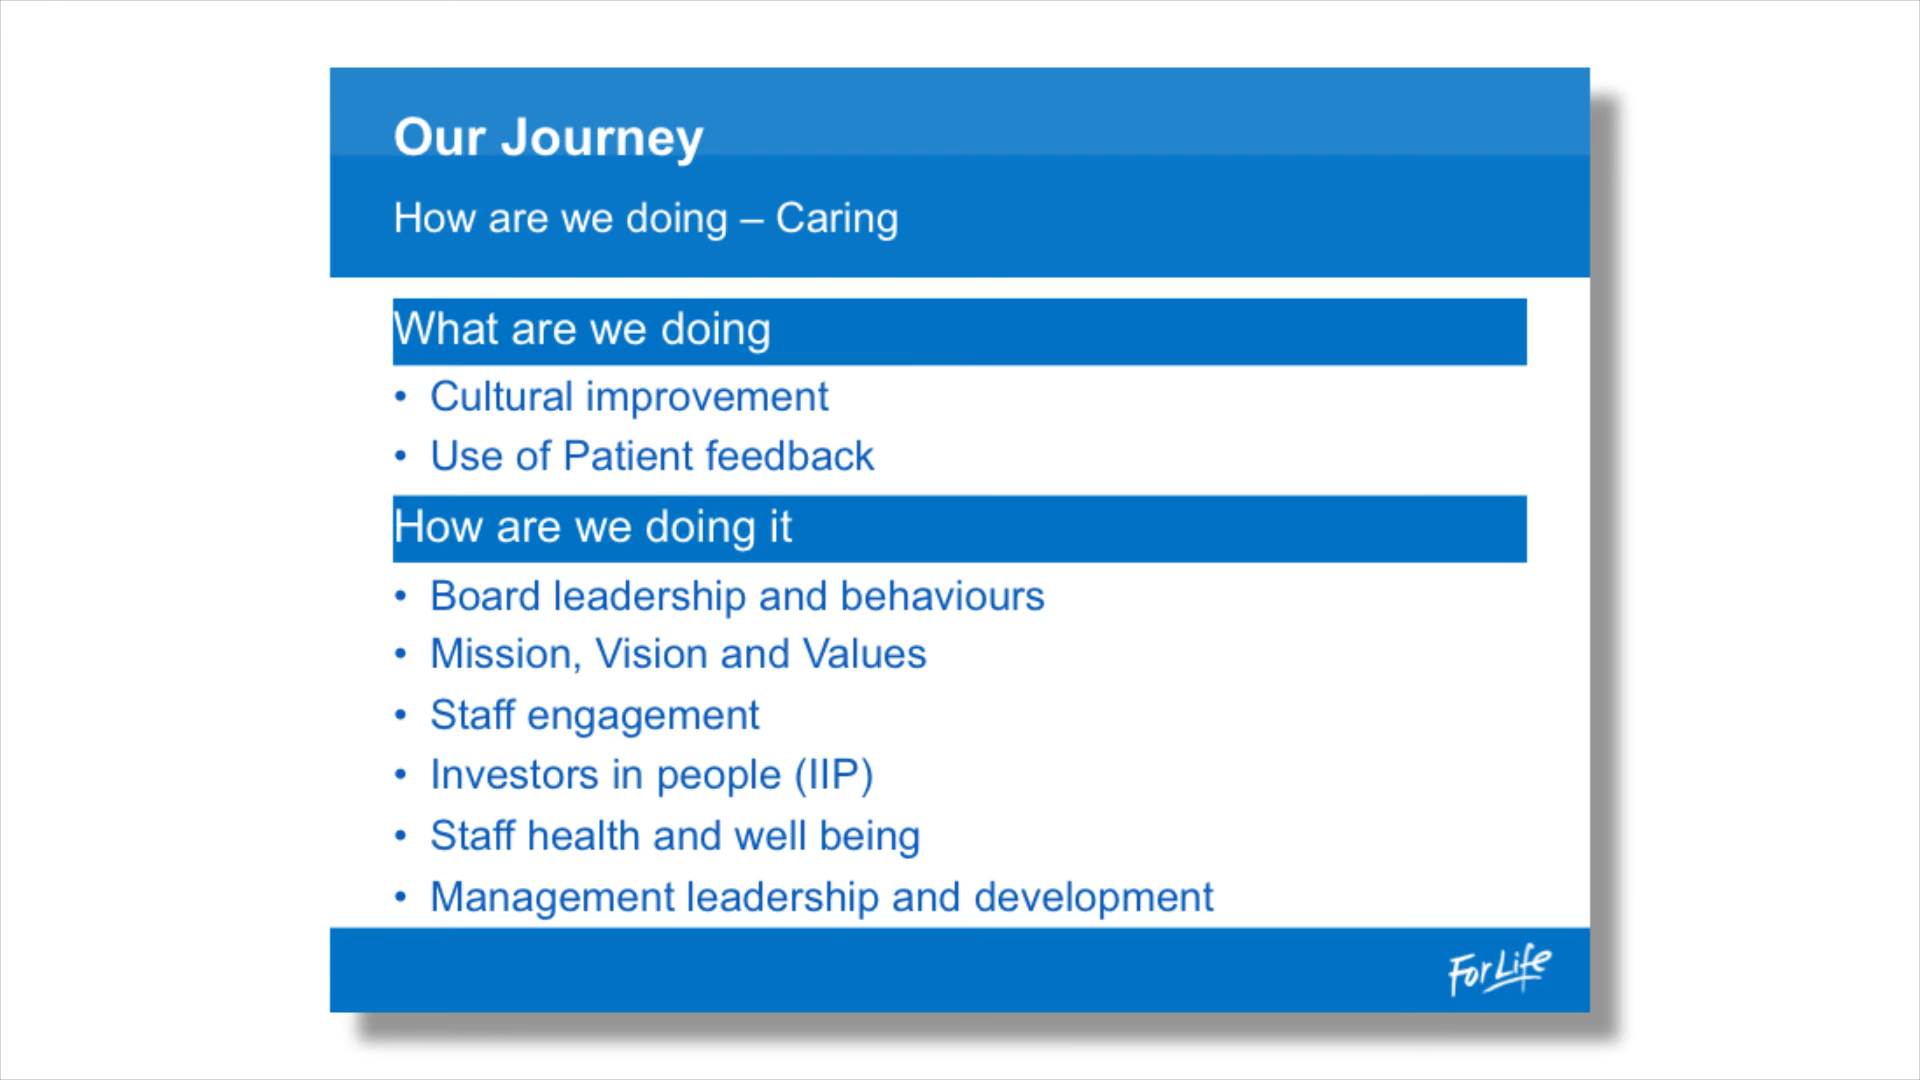 Our Journey
How are we doing – Caring
What are we doing
• Cultural improvement
• Use of Patient feedback
How are we doing it
• Board leadership and behaviours
• Mission, Vision and Values
• Staff engagement
• Investors in people (IIP)
• Staff health and well being
• Management leadership and development
For Life